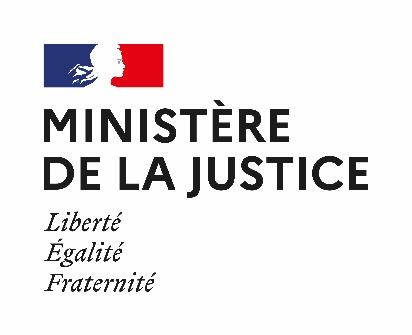 MINISTÈRE
DE LA JUSTICE
Liberté
Égalité
Fraternité